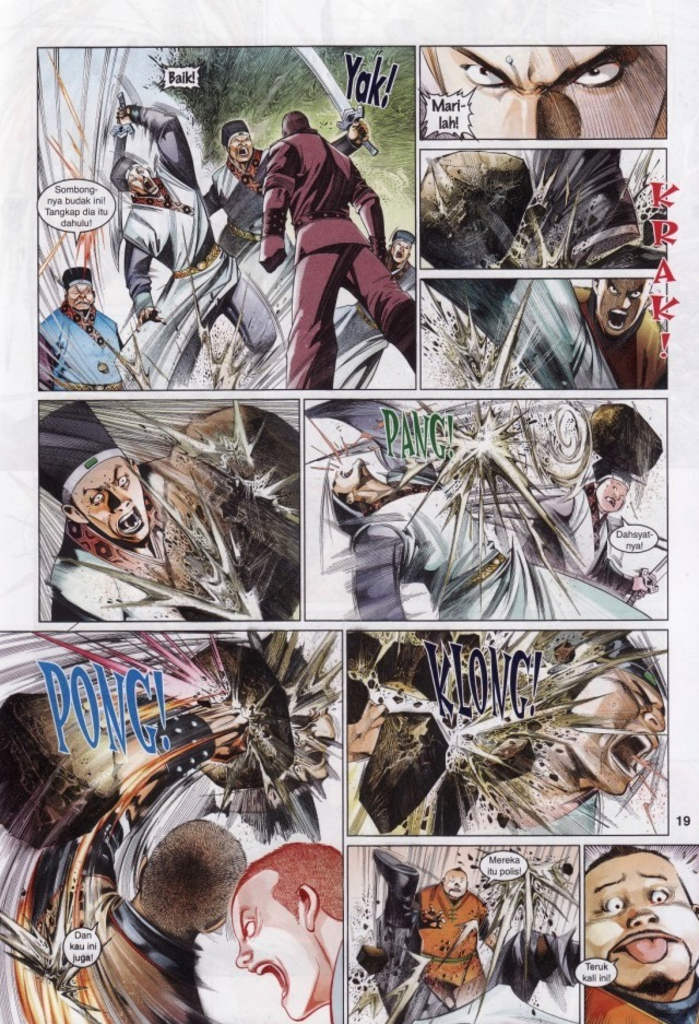 Baik!
Yak!
Sombong-
nya budak ini!
Tangkap dia itu
dahulu!
Mari-
lah!
KRAK!
PANG!
Dahsyat-
nya!
PONG!
Dan
kau ini
juga!
KLONG!
19
Mereka
itu polis!
Teruk
kali ini!